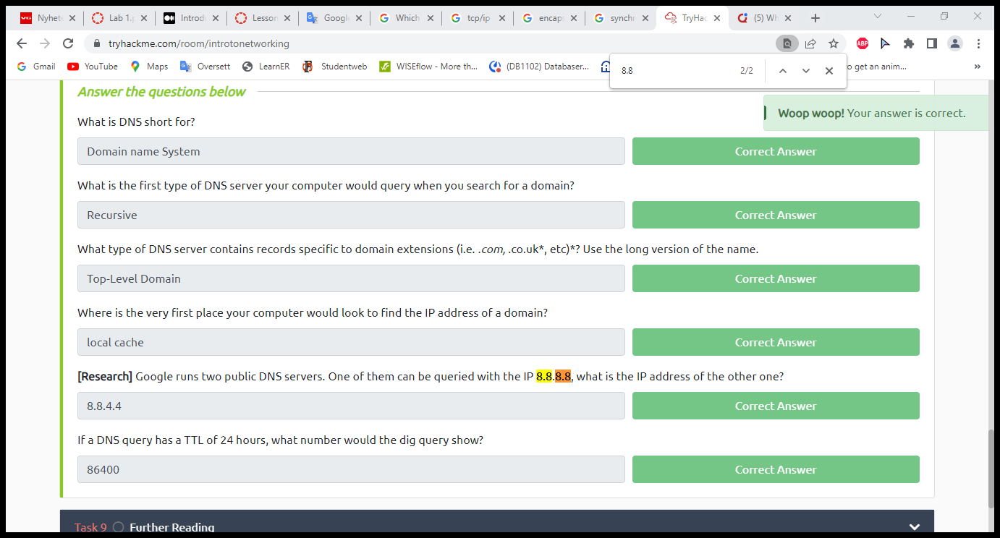 Nyhet Lab 1.p Introdu Lesson Google Which tcp/ip encaps synchr TryHac (5) Wh
tryhackme.com/room/introtonetworking
Gmail YouTube Maps Oversett LearnER Studentweb WISEflow - More th... (DB1102) Databaser... o get an anim... »
8.8 2/2
Answer the questions below
Woop woop! Your answer is correct.
What is DNS short for?
Domain name System Correct Answer
What is the first type of DNS server your computer would query when you search for a domain?
Recursive Correct Answer
What type of DNS server contains records specific to domain extensions (i.e. .com, .co.uk*, etc)*? Use the long version of the name.
Top-Level Domain Correct Answer
Where is the very first place your computer would look to find the IP address of a domain?
local cache Correct Answer
[Research] Google runs two public DNS servers. One of them can be queried with the IP 8.8.8.8, what is the IP address of the other one?
8.8.4.4 Correct Answer
If a DNS query has a TTL of 24 hours, what number would the dig query show?
86400 Correct Answer
Task 9 Further Reading